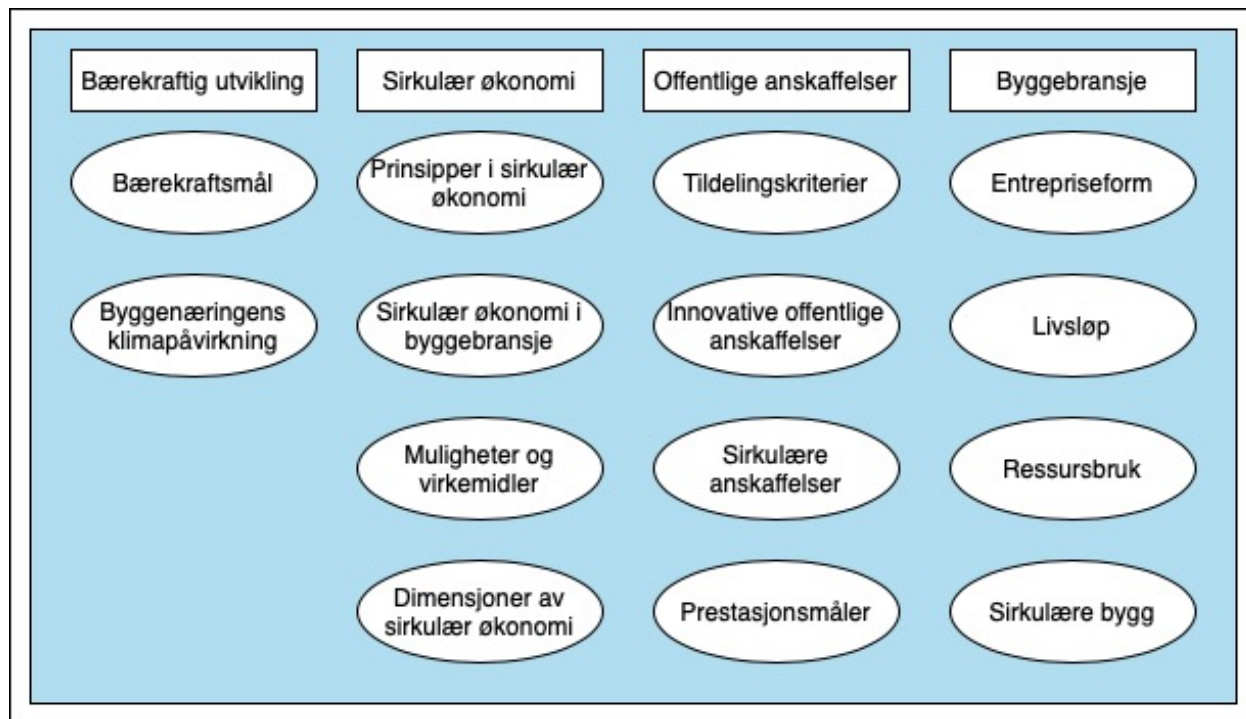 Bærekraftig utvikling
Sirkulær økonomi
Offentlige anskaffelser
Byggebransje
Bærekraftsmål
Prinsipper i sirkulær
økonomi
Tildelingskriterier
Entrepriseform
Byggenæringens
klimapåvirkning
Sirkulær økonomi i
byggebransje
Innovative offentlige
anskaffelser
Livsløp
Muligheter og
virkemidler
Sirkulære
anskaffelser
Ressursbruk
Dimensjoner av
sirkulær økonomi
Prestasjonsmåler
Sirkulære bygg